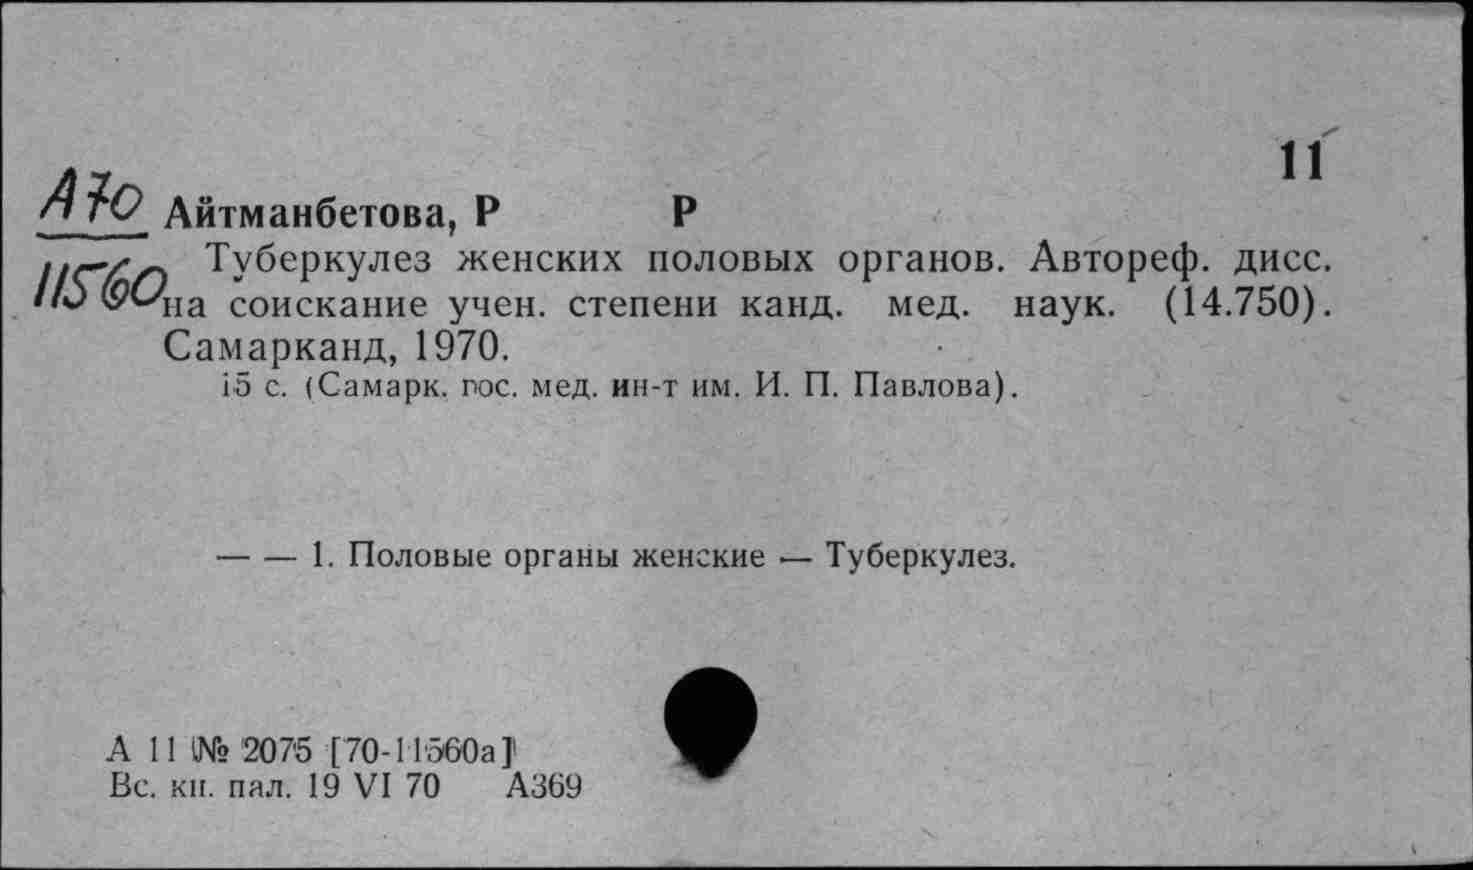 11
А70 Айтманбетова, Р Р
11560 Туберкулез женских половых органов. Автореф. дисс.
на соискание учен. степени канд. мед. наук. (14.750).
Самарканд, 1970.
15 с. (Самарк. гос. мед. ин-т им. И. П. Павлова).
— — 1. Половые органы женские — Туберкулез.
А 11 № 2075 [70-11560а]
Вс. кн. пал. 19 VI 70 А369